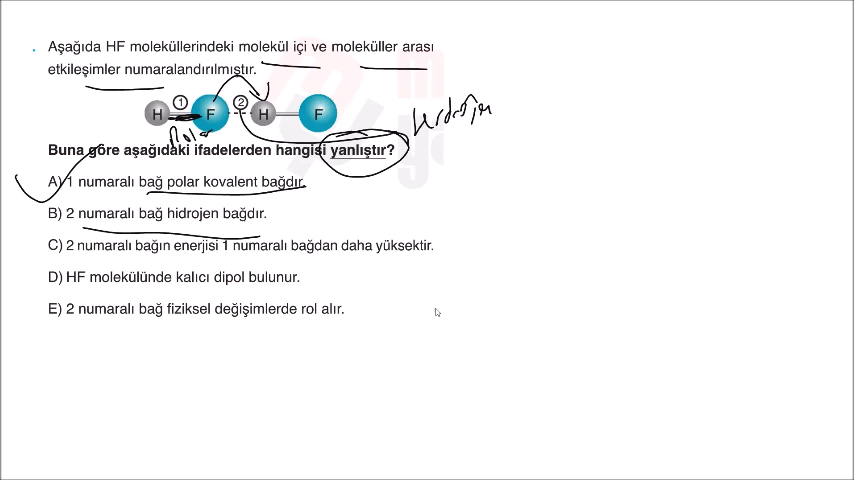 . Aşağıda HF moleküllerindeki molekül içi ve moleküller arası
etkileşimler numaralandırılmıştır.
1 2
H F H F
Polar
Buna göre aşağıdaki ifadelerden hangisi yanlıştır?
A) 1 numaralı bağ polar kovalent bağdır.
B) 2 numaralı bağ hidrojen bağdır.
C) 2 numaralı bağın enerjisi 1 numaralı bağdan daha yüksektir.
D) HF molekülünde kalıcı dipol bulunur.
E) 2 numaralı bağ fiziksel değişimlerde rol alır.